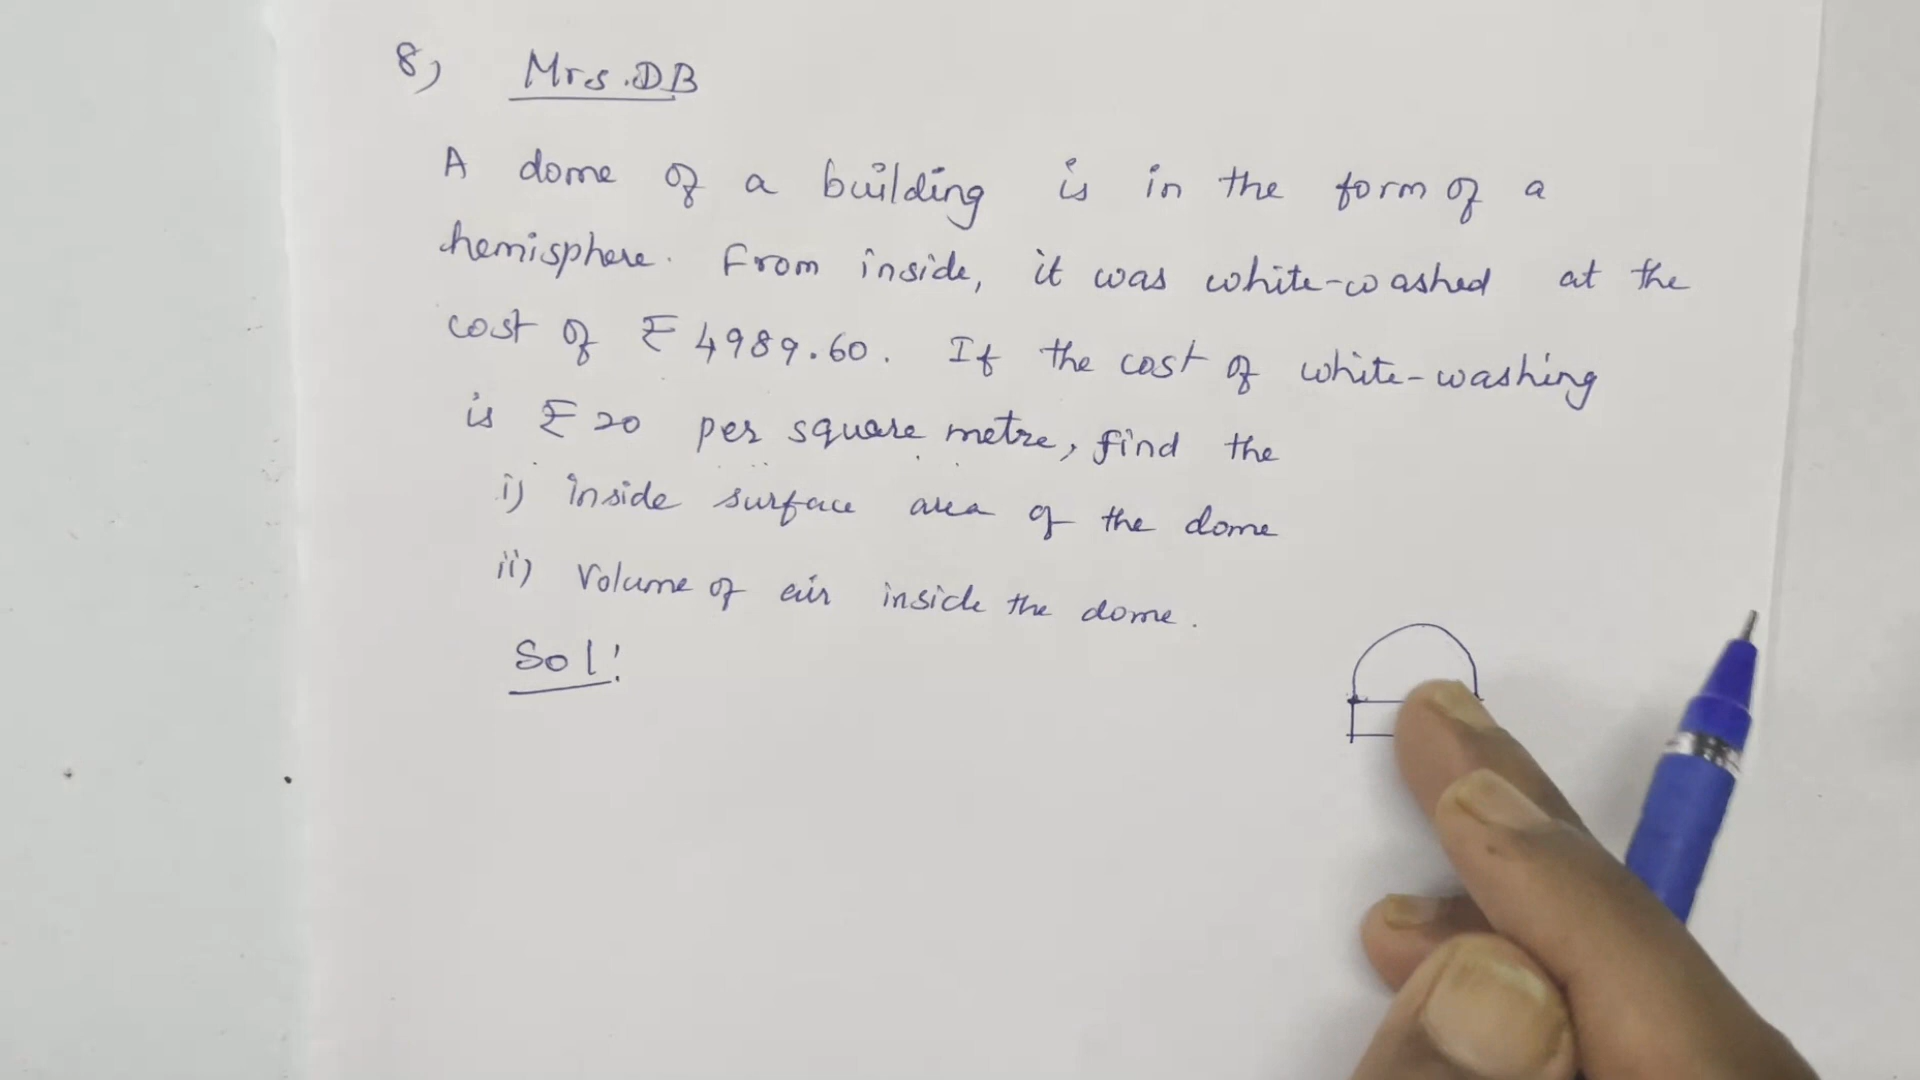 8) Mrs.DB
A dome of a building is in the form of a
hemisphere. From inside, it was white-washed at the
cost of ₹ 4989.60. If the cost of white-washing
is ₹ 20 per square metre, find the
i) inside surface area of the dome
ii) Volume of air inside the dome.
Sol: